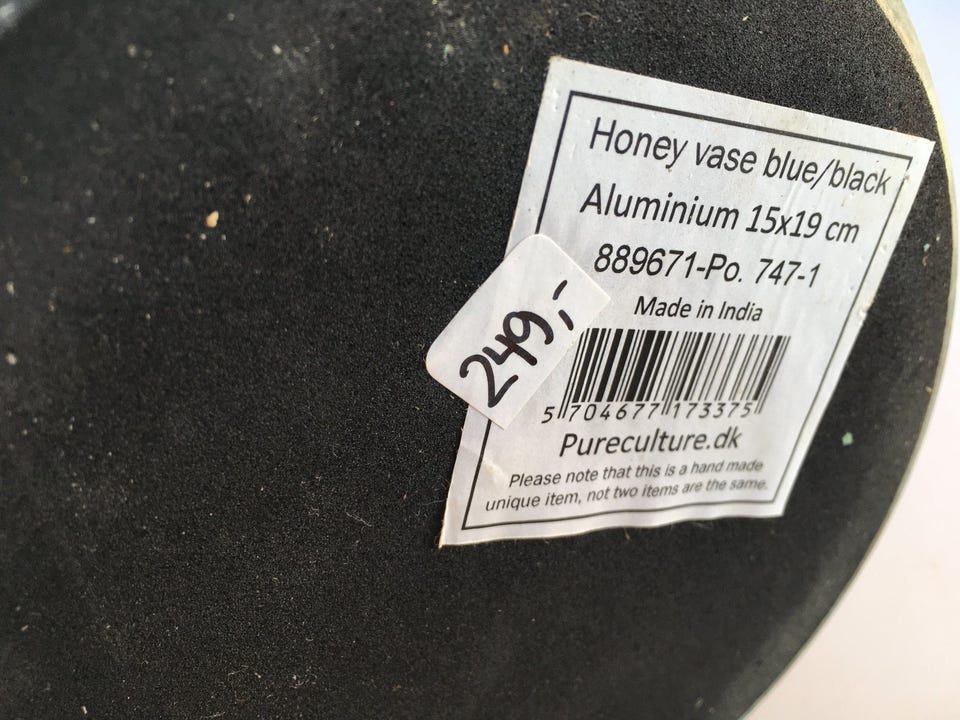 Honey vase blue/black
Aluminium 15x19 cm
889671-Po. 747-1
Made in India
249,-
5 704677 173375
Pureculture.dk
Please note that this is a hand made
unique item, not two items are the same.